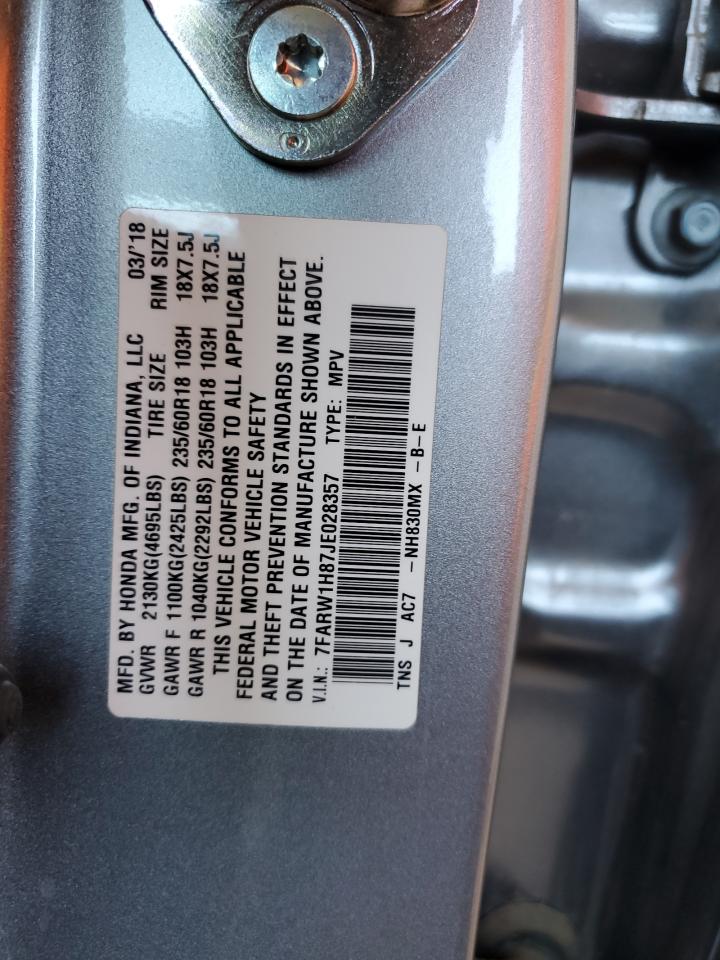 MFD. BY HONDA MFG. OF INDIANA, LLC 03/'18
GVWR 2130KG(4695LBS) TIRE SIZE RIM SIZE
GAWR F 1100KG(2425LBS) 235/60R18 103H 18X7.5J
GAWR R 1040KG(2292LBS) 235/60R18 103H 18X7.5J
THIS VEHICLE CONFORMS TO ALL APPLICABLE
FEDERAL MOTOR VEHICLE SAFETY
AND THEFT PREVENTION STANDARDS IN EFFECT
ON THE DATE OF MANUFACTURE SHOWN ABOVE.
V.I.N.: 7FARW1H87JE028357 TYPE: MPV
TNS J AC7 -NH830MX -B-E